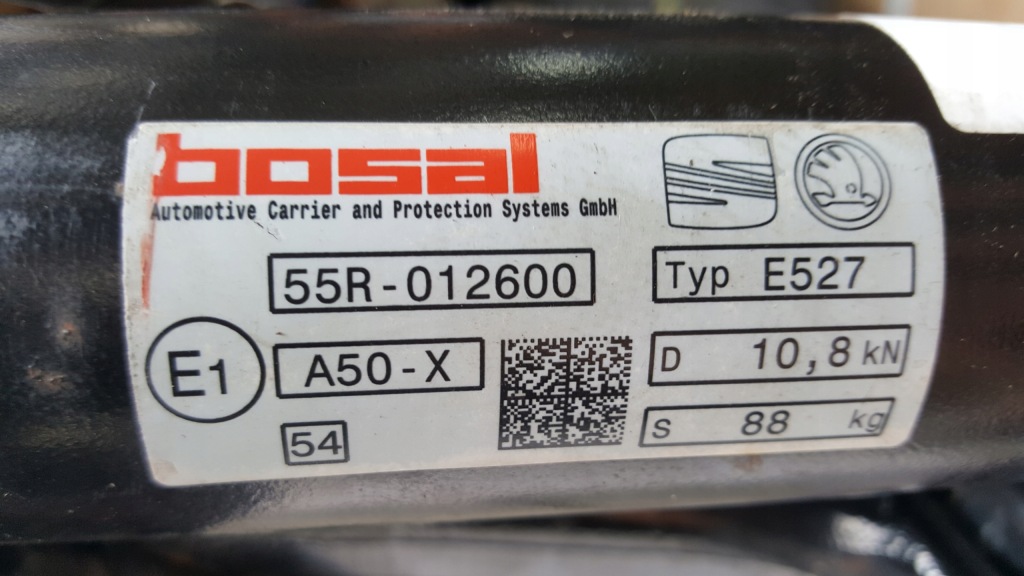 bosal
Automotive Carrier and Protection Systems GmbH
55R-012600
Typ E527
E1
A50-X
D 10,8 kN
54
S 88 kg